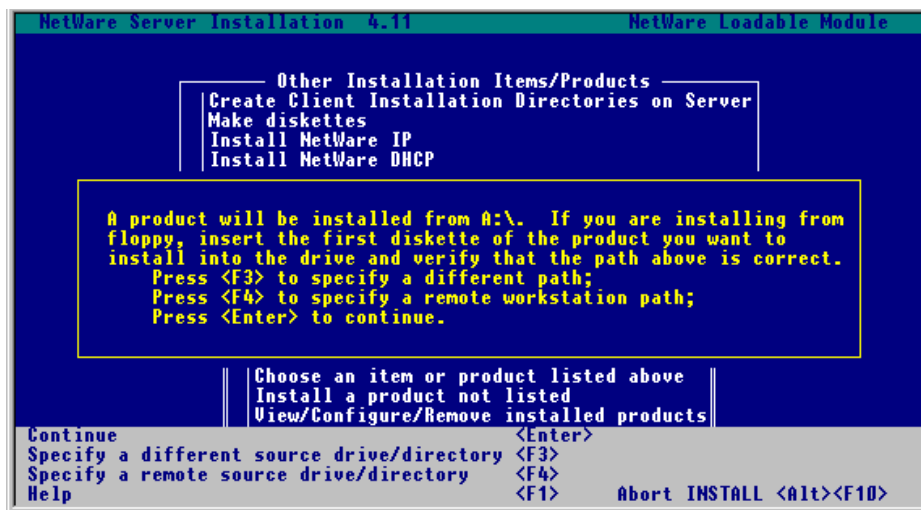 NetWare Server Installation 4.11 NetWare Loadable Module
Other Installation Items/Products
Create Client Installation Directories on Server
Make diskettes
Install NetWare IP
Install NetWare DHCP
A product will be installed from A:\. If you are installing from
floppy, insert the first diskette of the product you want to
install into the drive and verify that the path above is correct.
Press <F3> to specify a different path;
Press <F4> to specify a remote workstation path;
Press <Enter> to continue.
Choose an item or product listed above
Install a product not listed
View/Configure/Remove installed products
Continue <Enter>
Specify a different source drive/directory <F3>
Specify a remote source drive/directory <F4>
Help <F1> Abort INSTALL <Alt><F10>